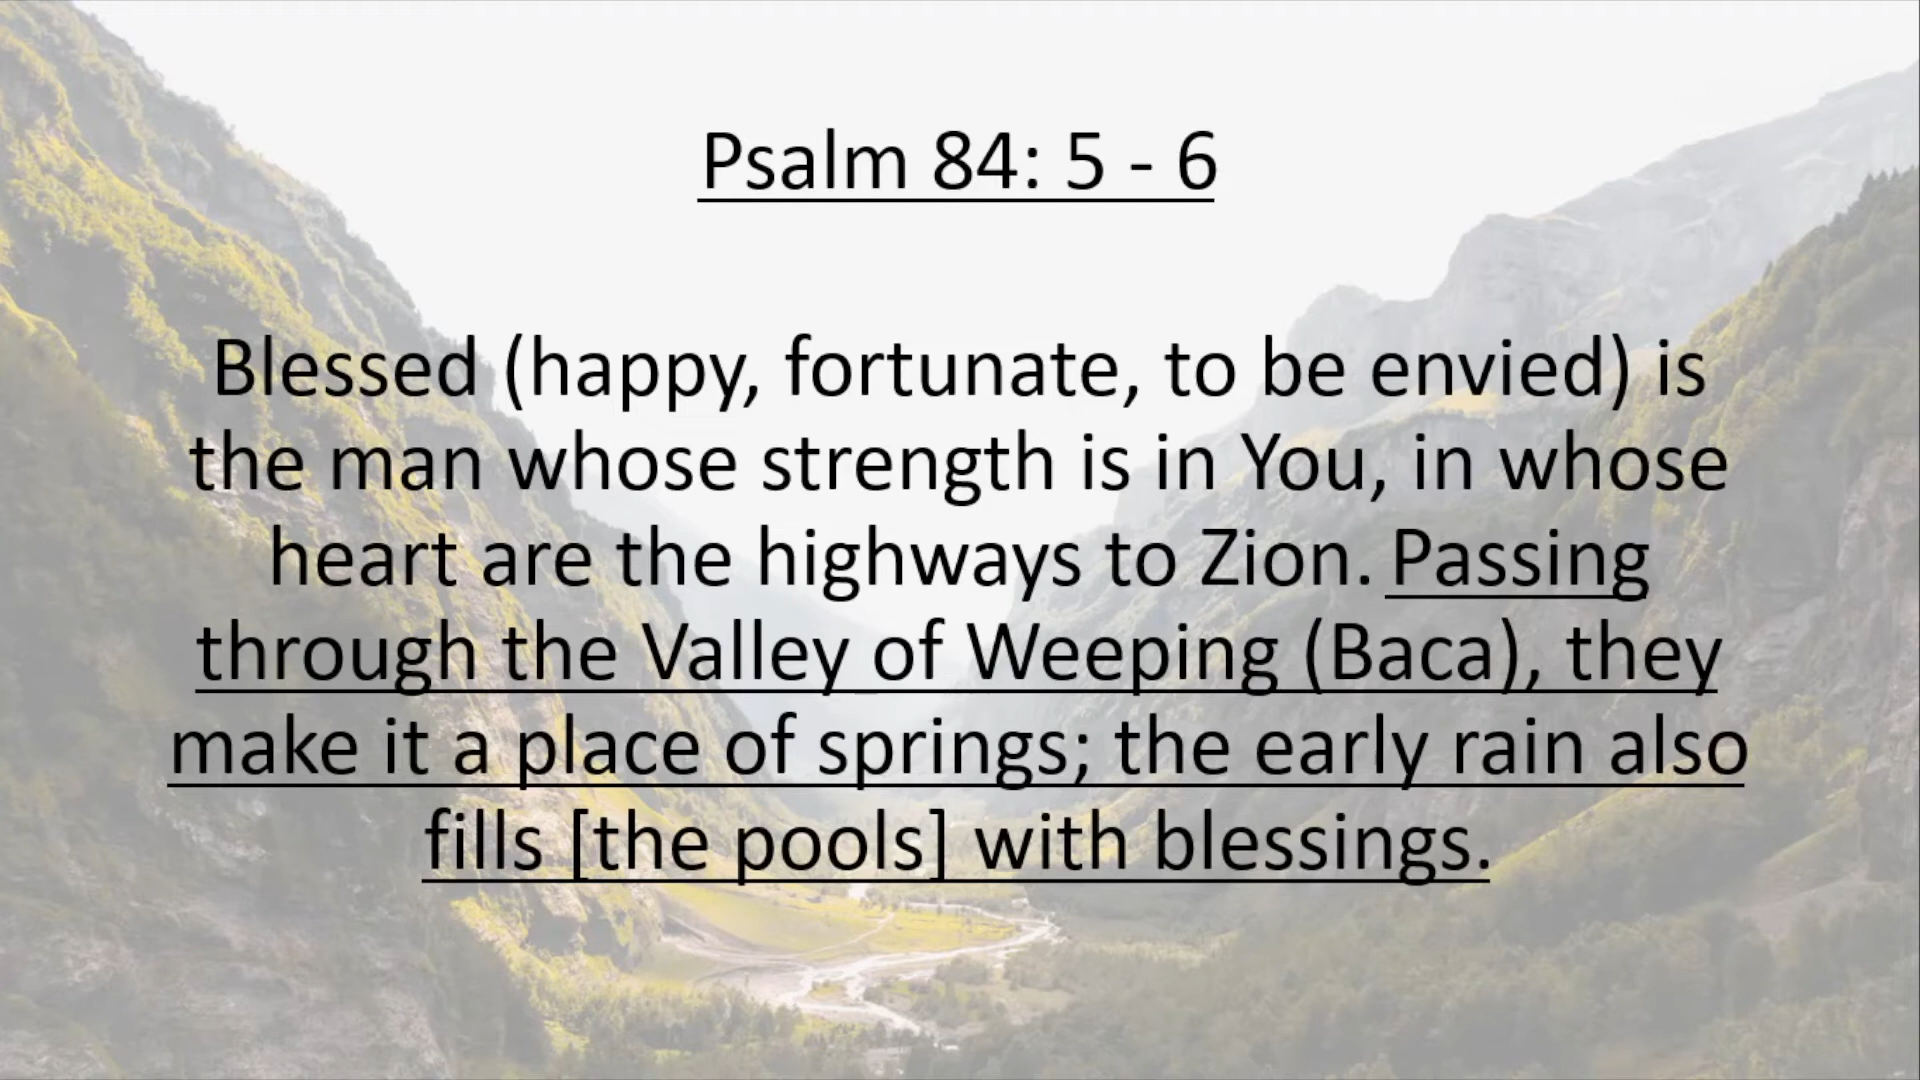 Psalm 84: 5 - 6
Blessed (happy, fortunate, to be envied) is
the man whose strength is in You, in whose
heart are the highways to Zion. Passing
through the Valley of Weeping (Baca), they
make it a place of springs; the early rain also
fills [the pools] with blessings.